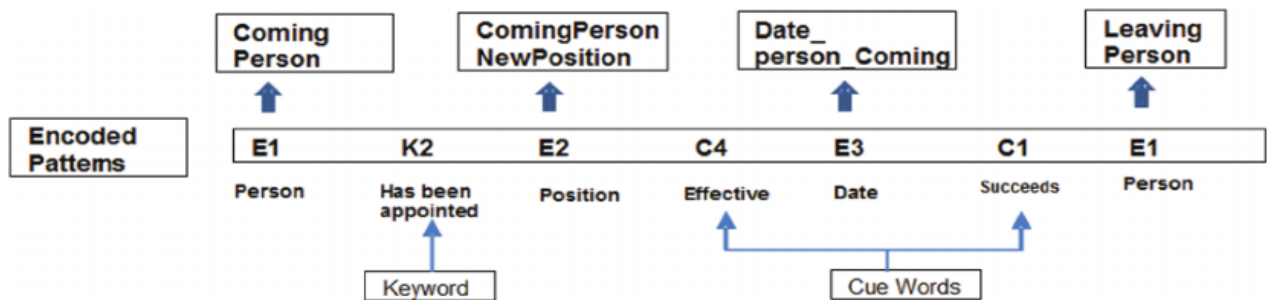 Coming
Person
ComingPerson
NewPosition
Date_
person_Coming
Leaving
Person
Encoded
Patterns
E1 K2 E2 C4 E3 C1 E1
Person Has been appointed Position Effective Date Succeeds Person
Keyword
Cue Words